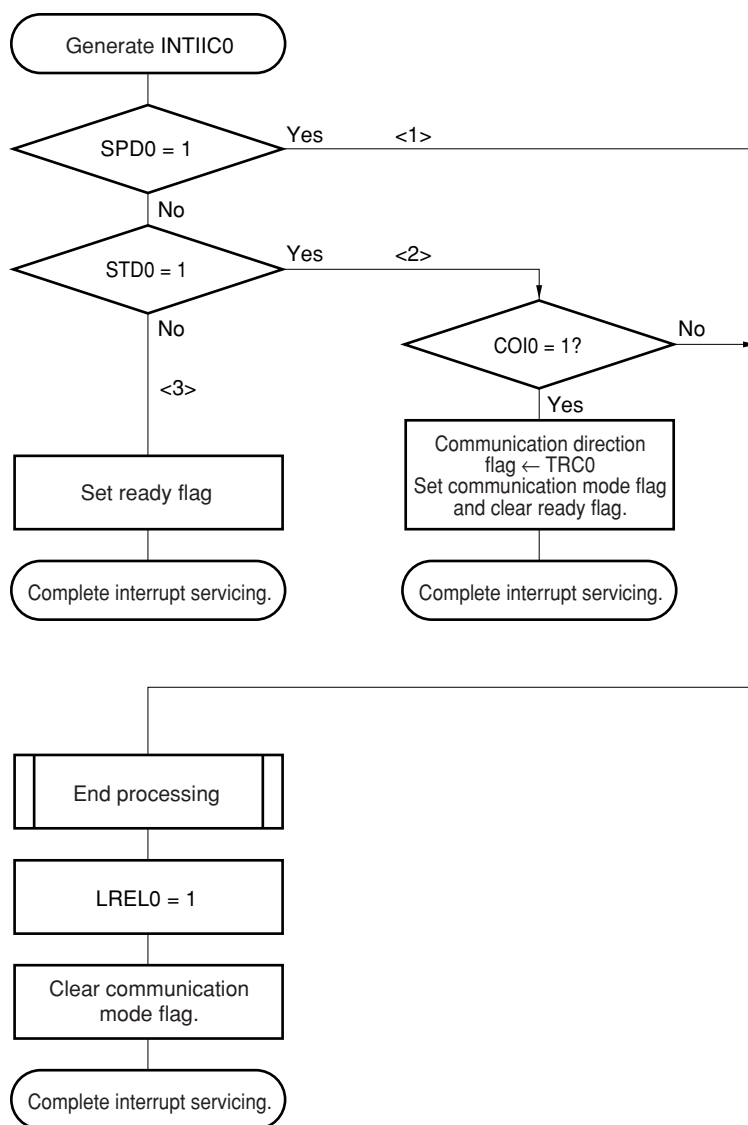 Generate INTIIC0
SPD0 = 1
Yes
<1>
No
STD0 = 1
Yes
<2>
No
COI0 = 1?
No
<3>
Yes
Set ready flag
Communication direction
flag ← TRC0
Set communication mode flag
and clear ready flag.
Complete interrupt servicing.
Complete interrupt servicing.
End processing
LREL0 = 1
Clear communication
mode flag.
Complete interrupt servicing.